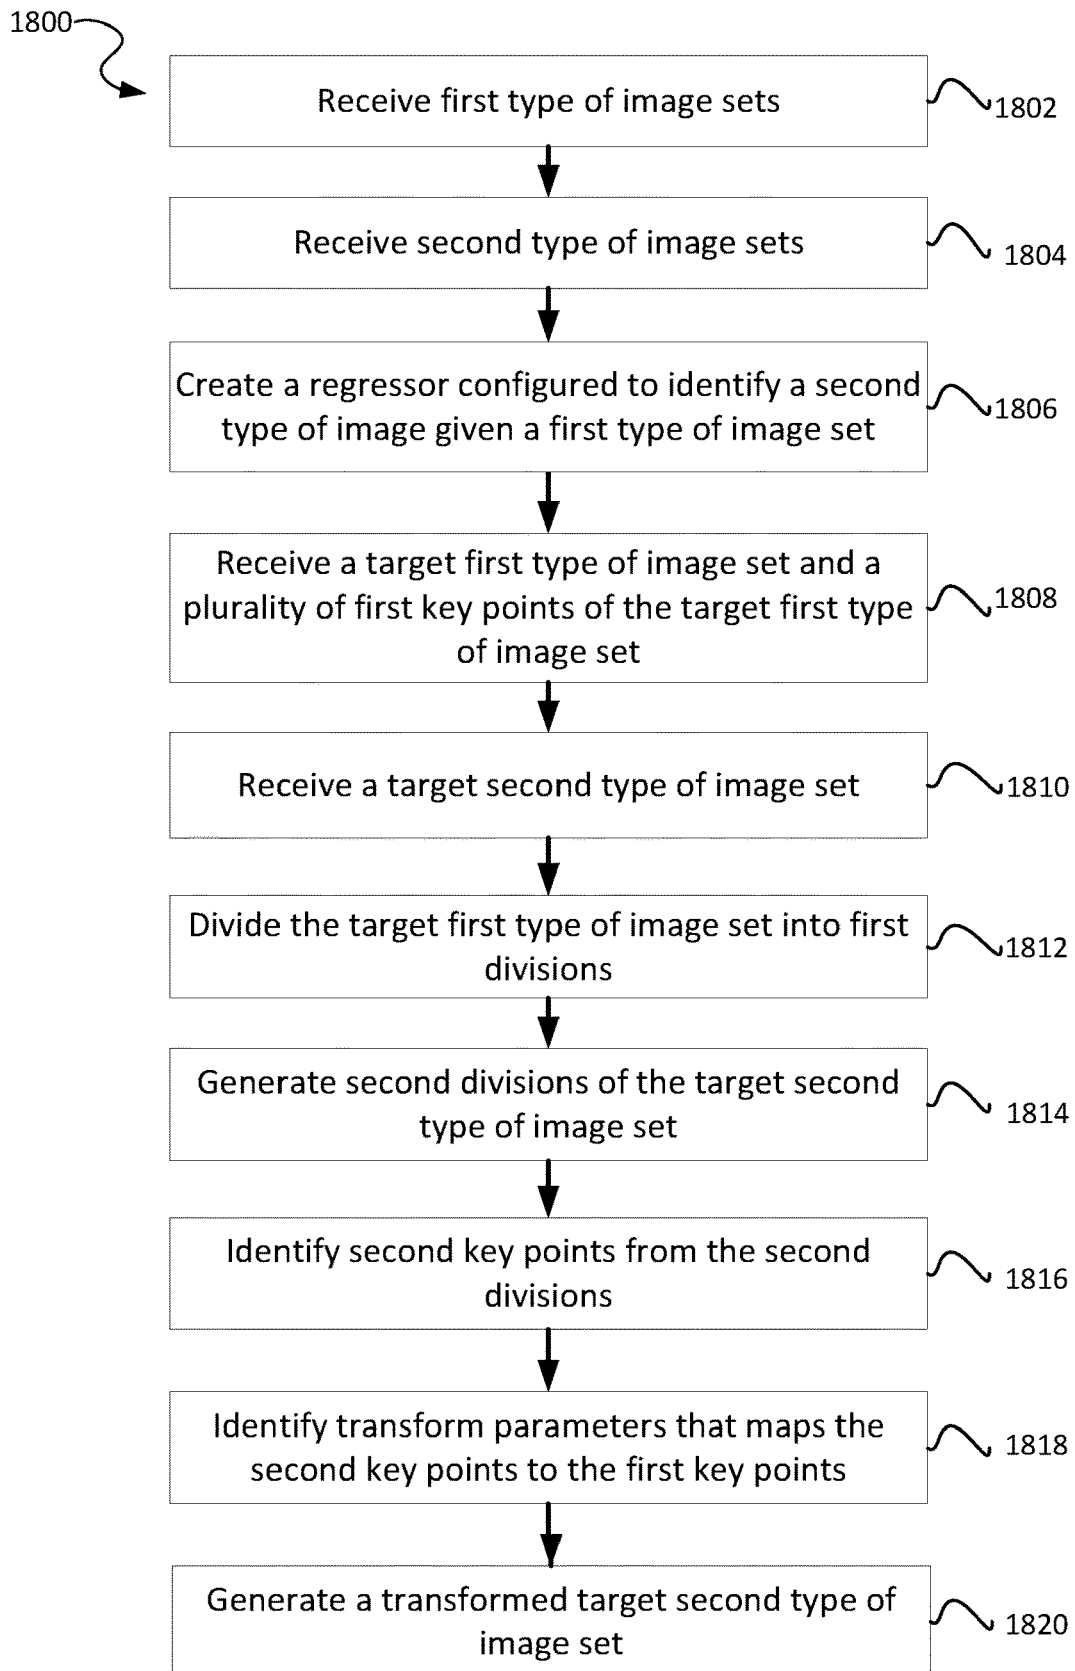 1800
Receive first type of image sets
1802
Receive second type of image sets
1804
Create a regressor configured to identify a second
type of image given a first type of image set
1806
Receive a target first type of image set and a
plurality of first key points of the target first type
of image set
1808
Receive a target second type of image set
1810
Divide the target first type of image set into first
divisions
1812
Generate second divisions of the target second
type of image set
1814
Identify second key points from the second
divisions
1816
Identify transform parameters that maps the
second key points to the first key points
1818
Generate a transformed target second type of
image set
1820